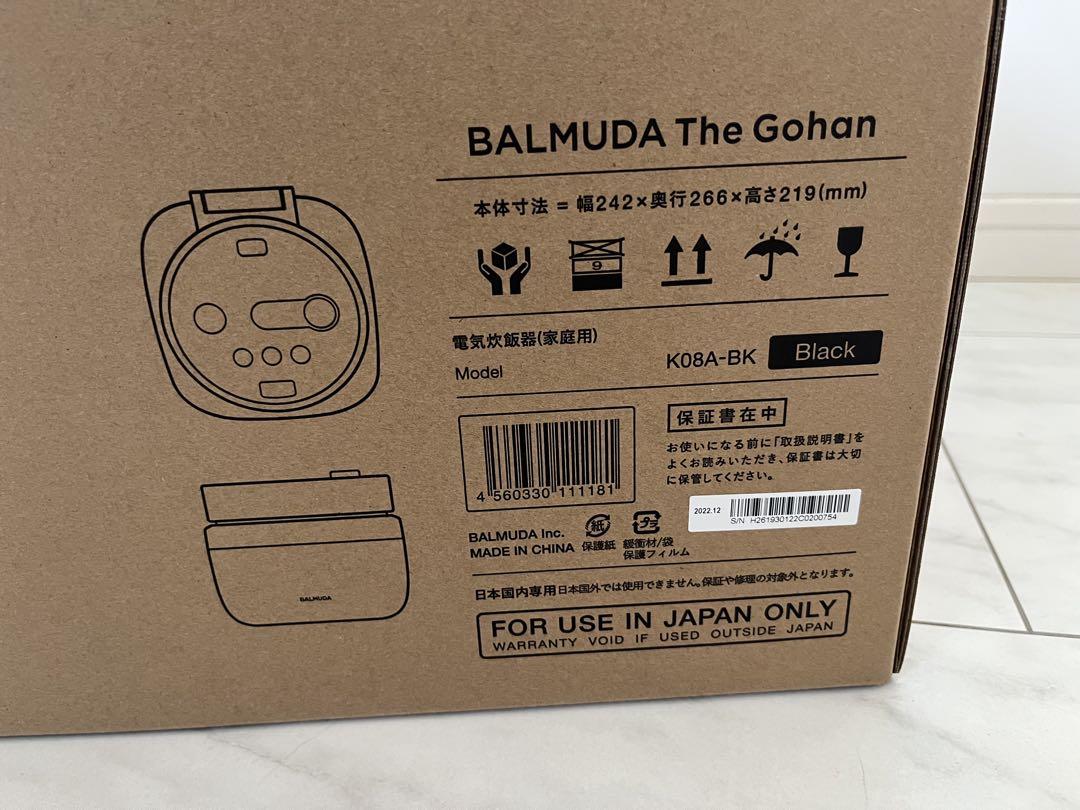 BALMUDA The Gohan
本体寸法 = 幅242×奥行266×高さ219(mm)
9
電気炊飯器(家庭用)
Model
K08A-BK
Black
4 560330 111181
保証書在中
お使いになる前に「取扱説明書」を
よくお読みいただき、保証書は大切
に保管してください。
2022.12
S/N H261930122C0200754
BALMUDA Inc.
MADE IN CHINA
紙
保護紙
プラ
緩衝材/袋
保護フィルム
日本国内専用 日本国外では使用できません。保証や修理の対象外となります。
FOR USE IN JAPAN ONLY
WARRANTY VOID IF USED OUTSIDE JAPAN
BALMUDA